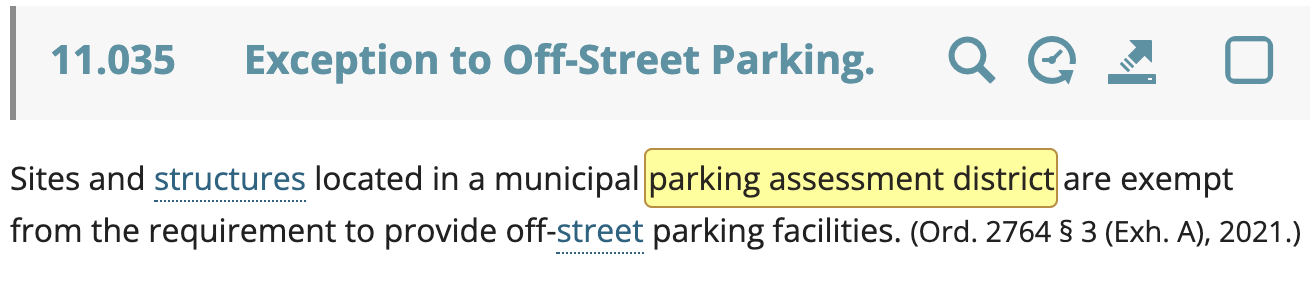 11.035 Exception to Off-Street Parking.
Sites and structures located in a municipal parking assessment district are exempt
from the requirement to provide off-street parking facilities. (Ord. 2764 § 3 (Exh. A), 2021.)